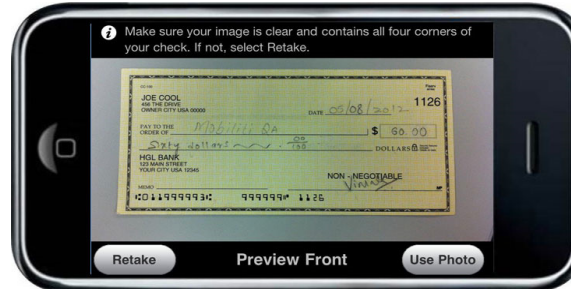 Make sure your image is clear and contains all four corners of
your check. If not, select Retake.
JOE COOL
456 THE DRIVE
OWNER CITY USA 00000
1126
DATE 05/08/2012
PAY TO THE
ORDER OF Mobiliti QA $ 60.00
Sixty dollars 00/100 DOLLARS
HGL BANK
123 MAIN STREET
YOUR CITY USA 12345
NON - NEGOTIABLE
MEMO
⑆011999993⑆ 999999⑈ 1126
Retake Preview Front Use Photo